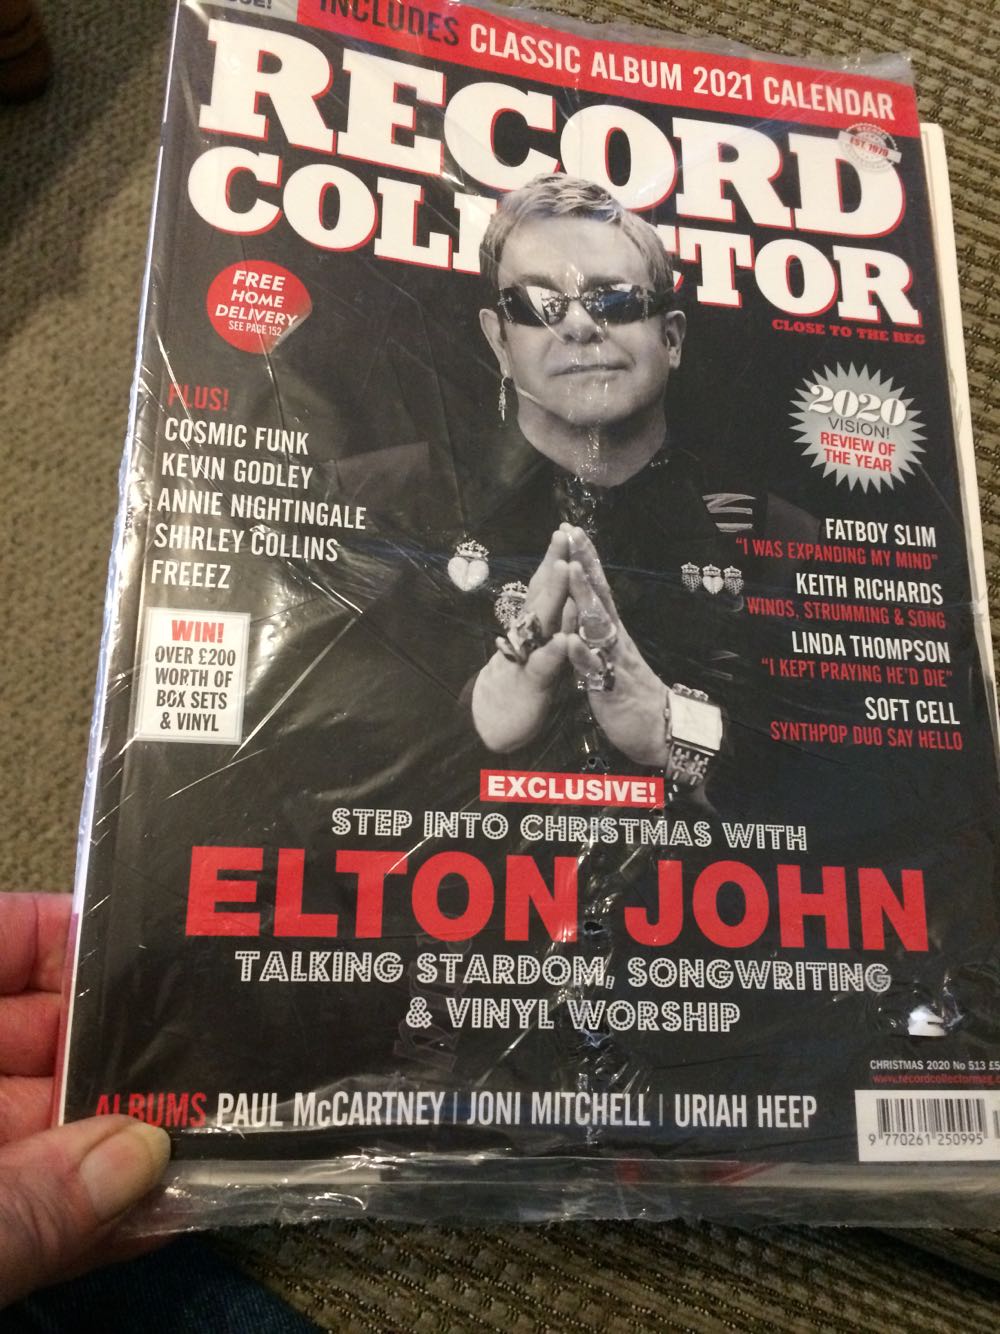 INCLUDES CLASSIC ALBUM 2021 CALENDAR
RECORD
EST. 1979
COLL TOR
CLOSE TO THE REG
FREE
HOME
DELIVERY
SEE PAGE 152
PLUS!
COSMIC FUNK
KEVIN GODLEY
ANNIE NIGHTINGALE
SHIRLEY COLLINS
FREEEZ
WIN!
OVER £200
WORTH OF
BOX SETS
& VINYL
2020
VISION!
REVIEW OF
THE YEAR
FATBOY SLIM
"I WAS EXPANDING MY MIND"
KEITH RICHARDS
WINDS, STRUMMING & SONG
LINDA THOMPSON
"I KEPT PRAYING HE'D DIE"
SOFT CELL
SYNTHPOP DUO SAY HELLO
EXCLUSIVE!
STEP INTO CHRISTMAS WITH
ELTON JOHN
TALKING STARDOM, SONGWRITING
& VINYL WORSHIP
CHRISTMAS 2020 No 513 £5
www.recordcollectormag.
ALBUMS PAUL McCARTNEY | JONI MITCHELL | URIAH HEEP
9 770261 250995